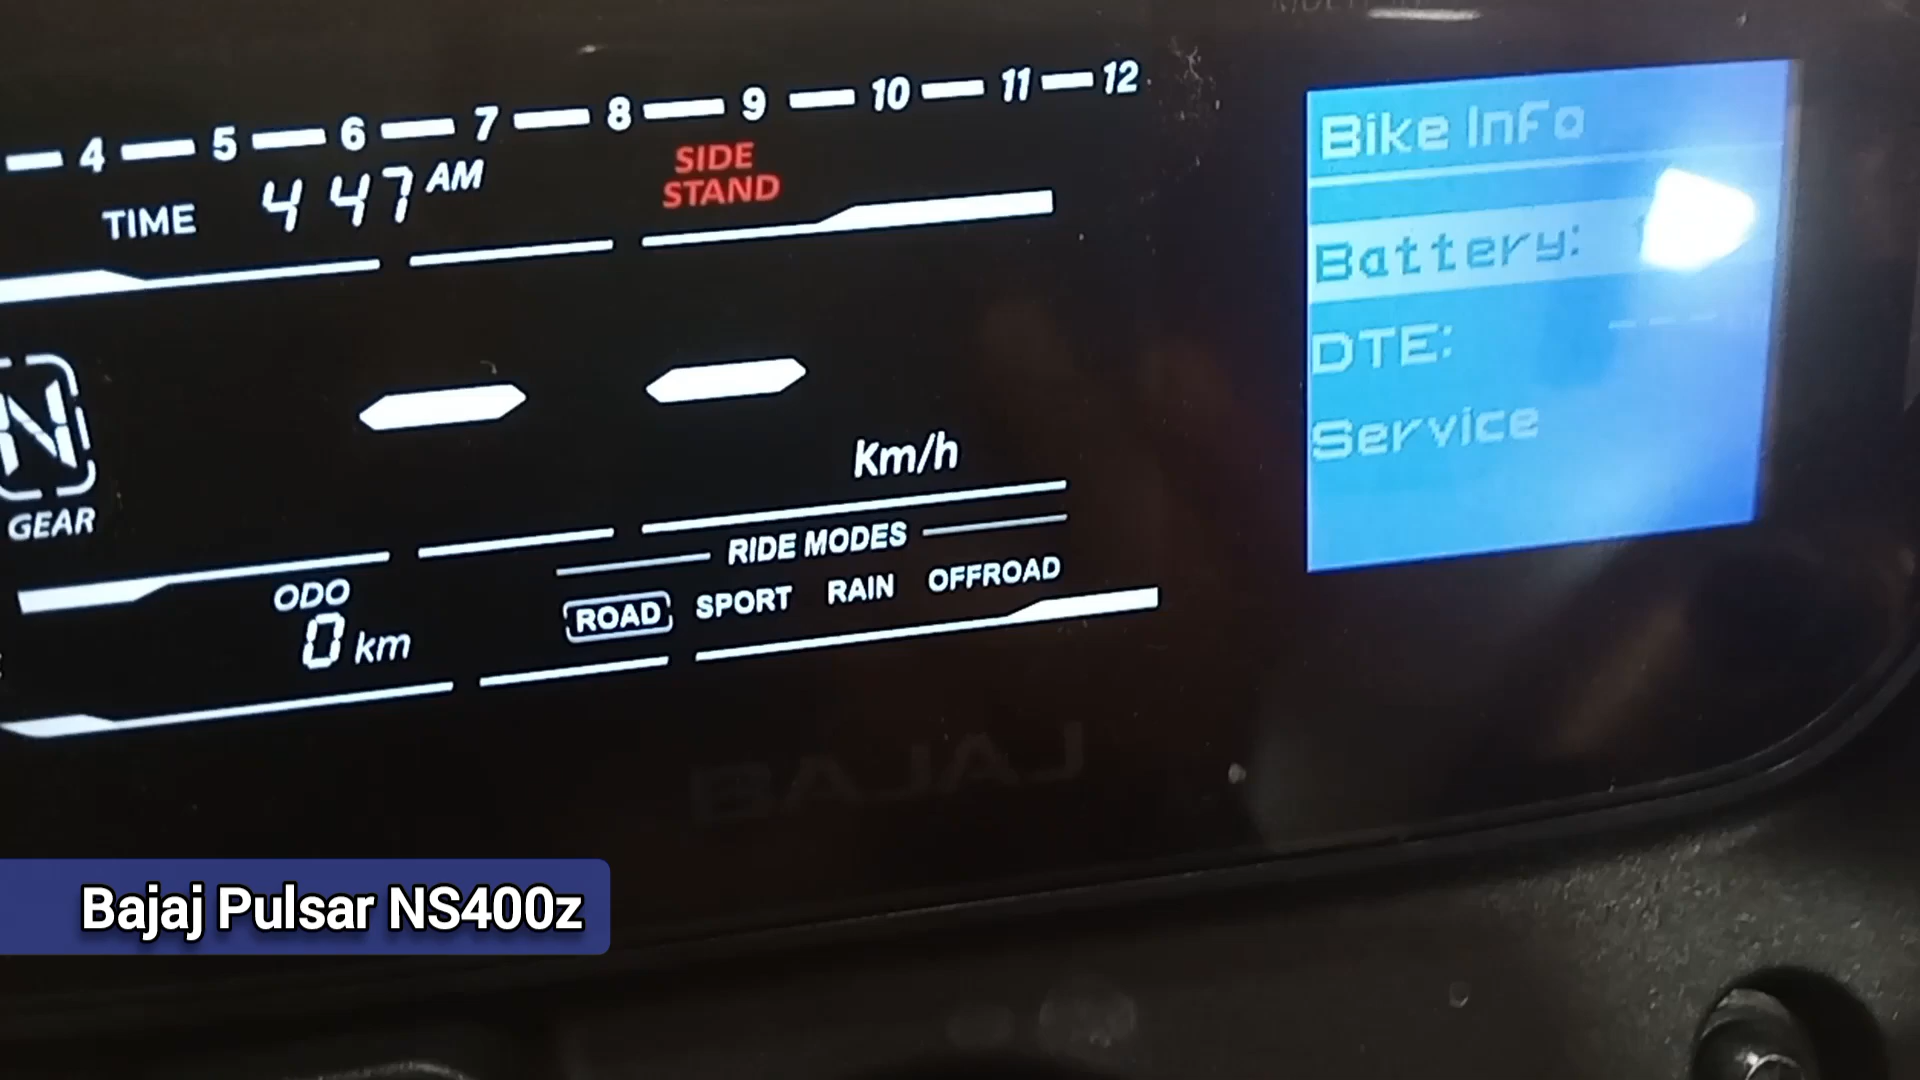 4 5 6 7 8 9 10 11 12
TIME 4 47 AM
SIDE
STAND
Bike Info
Battery:
DTE: ---
Service
N
GEAR
-- Km/h
RIDE MODES
ROAD SPORT RAIN OFFROAD
ODO
0 km
BAJAJ
Bajaj Pulsar NS400z